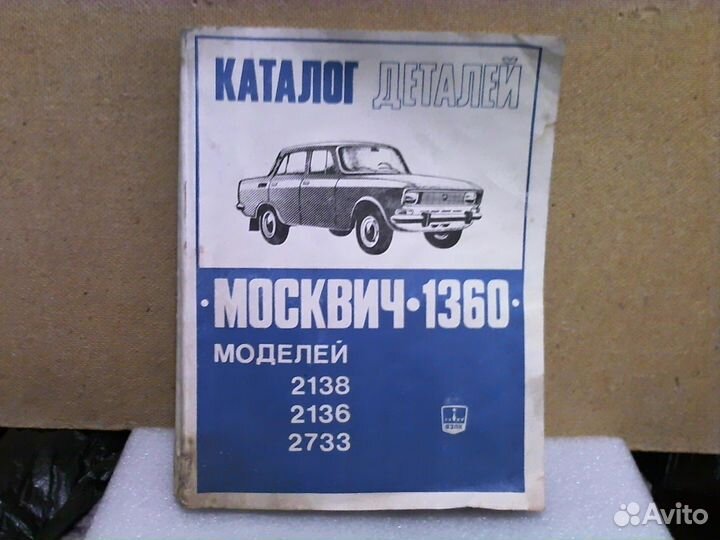 КАТАЛОГ ДЕТАЛЕЙ
·МОСКВИЧ·1360·
МОДЕЛЕЙ
2138
2136
2733
АЗЛК
Avito